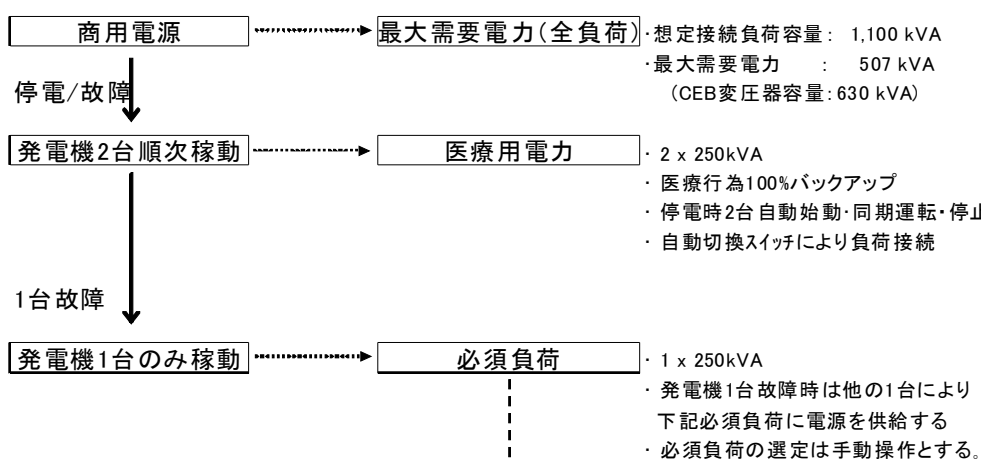 商用電源
最大需要電力(全負荷)
・想定接続負荷容量： 1,100 kVA
・最大需要電力 ： 507 kVA
(CEB変圧器容量：630 kVA)
停電/故障
発電機2台順次稼動
医療用電力
・ 2 x 250kVA
・ 医療行為100%バックアップ
・ 停電時2台自動始動・同期運転・停止
・ 自動切換スイッチにより負荷接続
1台故障
発電機1台のみ稼動
必須負荷
・ 1 x 250kVA
・ 発電機1台故障時は他の1台により
下記必須負荷に電源を供給する
・ 必須負荷の選定は手動操作とする。